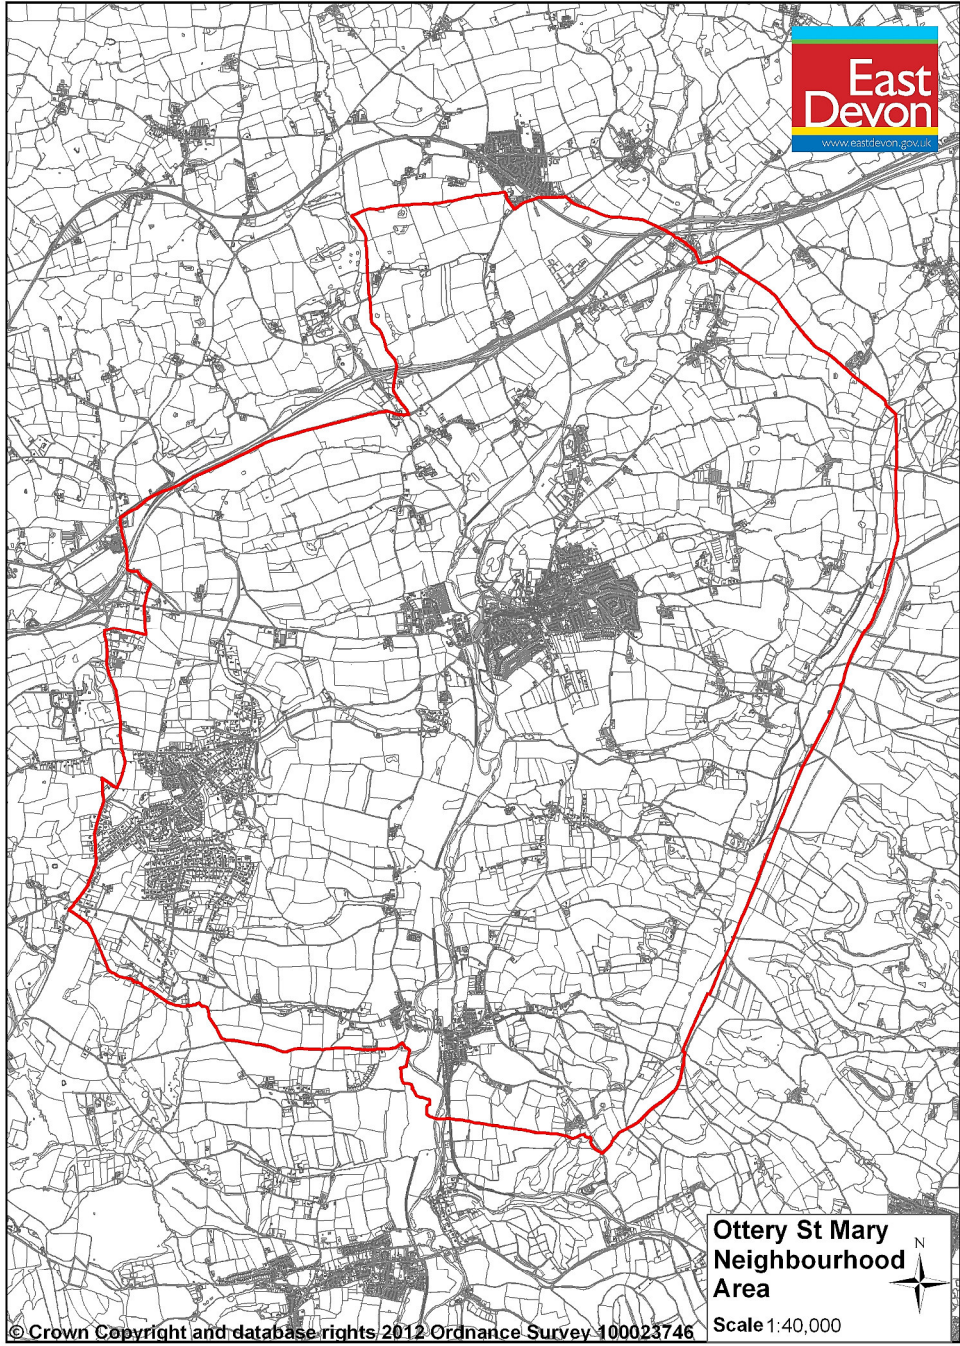 East
Devon
www.eastdevon.gov.uk
Ottery St Mary
Neighbourhood
Area
N
Scale 1:40,000
© Crown Copyright and database rights 2012 Ordnance Survey 100023746